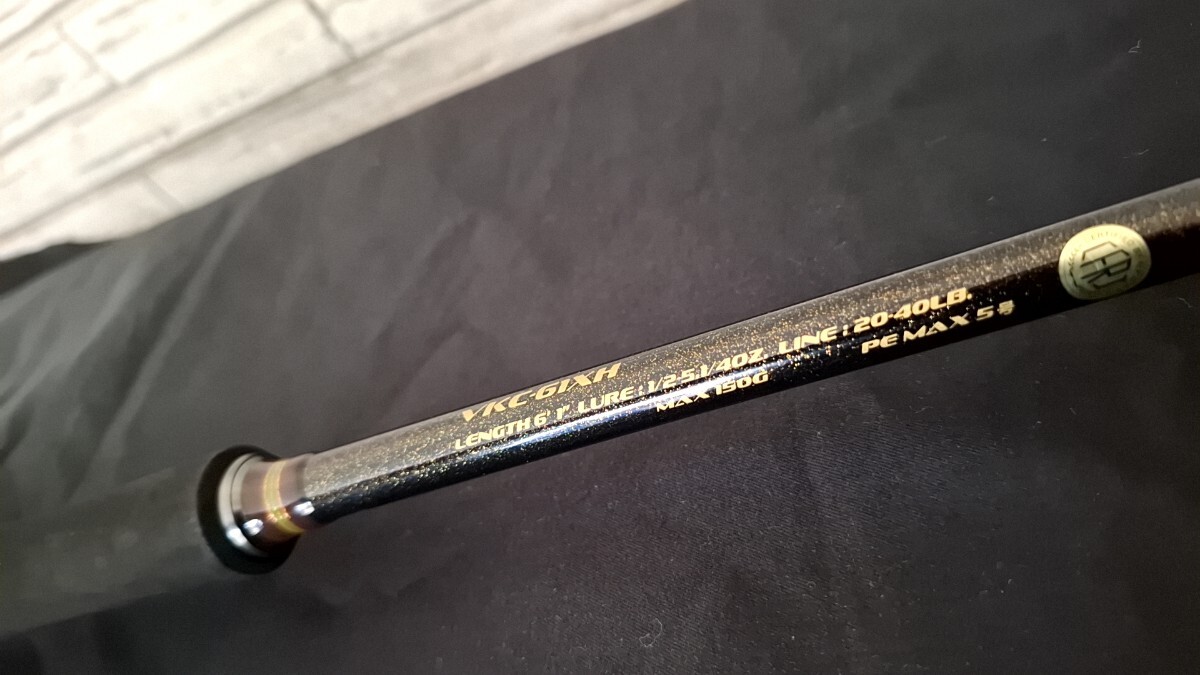 VKC-61XH
LENGTH 6'1" LURE:1/2-5,1/4OZ. LINE:20-40LB.
MAX 150G PE MAX 5号